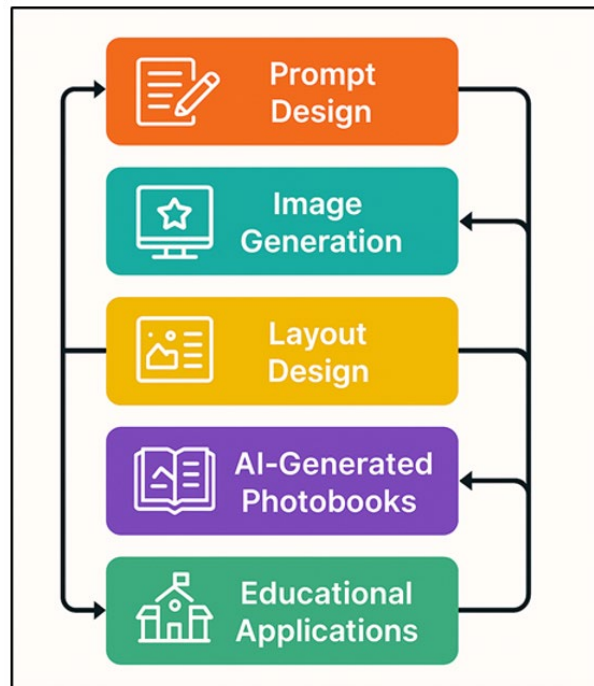 Prompt
Design
Image
Generation
Layout
Design
AI-Generated
Photobooks
Educational
Applications